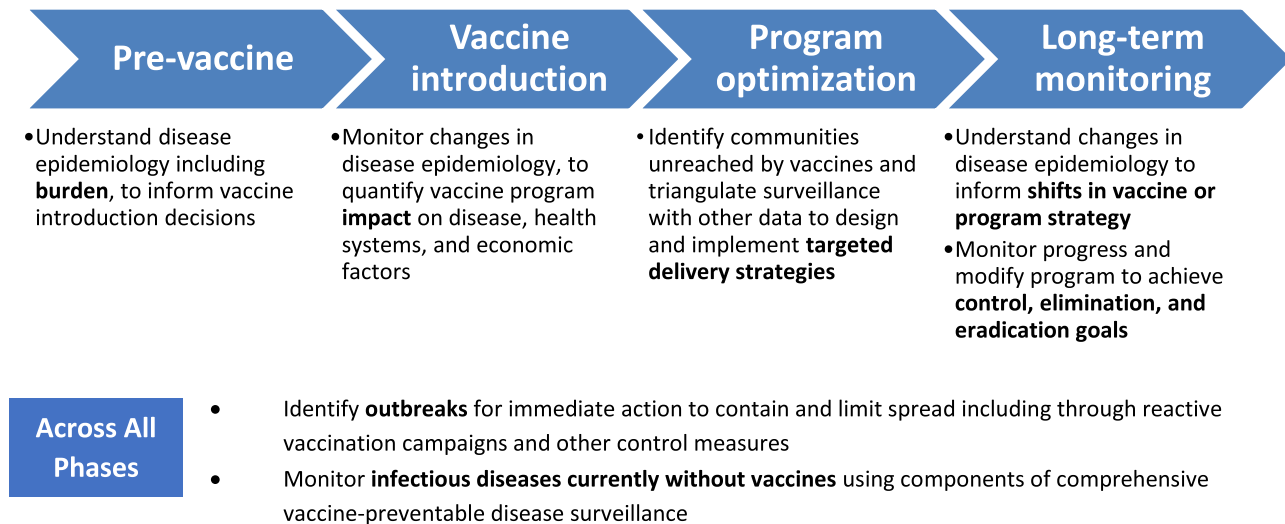 Pre-vaccine
Vaccine
introduction
Program
optimization
Long-term
monitoring
•Understand disease
epidemiology including
burden, to inform vaccine
introduction decisions
•Monitor changes in
disease epidemiology, to
quantify vaccine program
impact on disease, health
systems, and economic
factors
• Identify communities
unreached by vaccines and
triangulate surveillance
with other data to design
and implement targeted
delivery strategies
•Understand changes in
disease epidemiology to
inform shifts in vaccine or
program strategy
•Monitor progress and
modify program to achieve
control, elimination, and
eradication goals
Across All
Phases
• Identify outbreaks for immediate action to contain and limit spread including through reactive
vaccination campaigns and other control measures
• Monitor infectious diseases currently without vaccines using components of comprehensive
vaccine-preventable disease surveillance